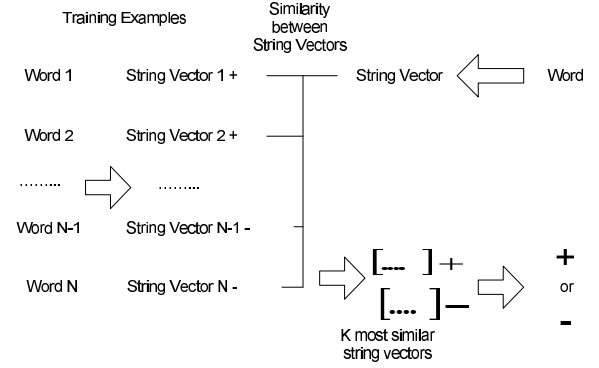 Training Examples
Similarity
between
String Vectors
Word 1 String Vector 1 + String Vector Word
Word 2 String Vector 2 +
......... .........
Word N-1 String Vector N-1 -
Word N String Vector N -
[.... ] +
[.... ] —
+
or
-
K most similar
string vectors